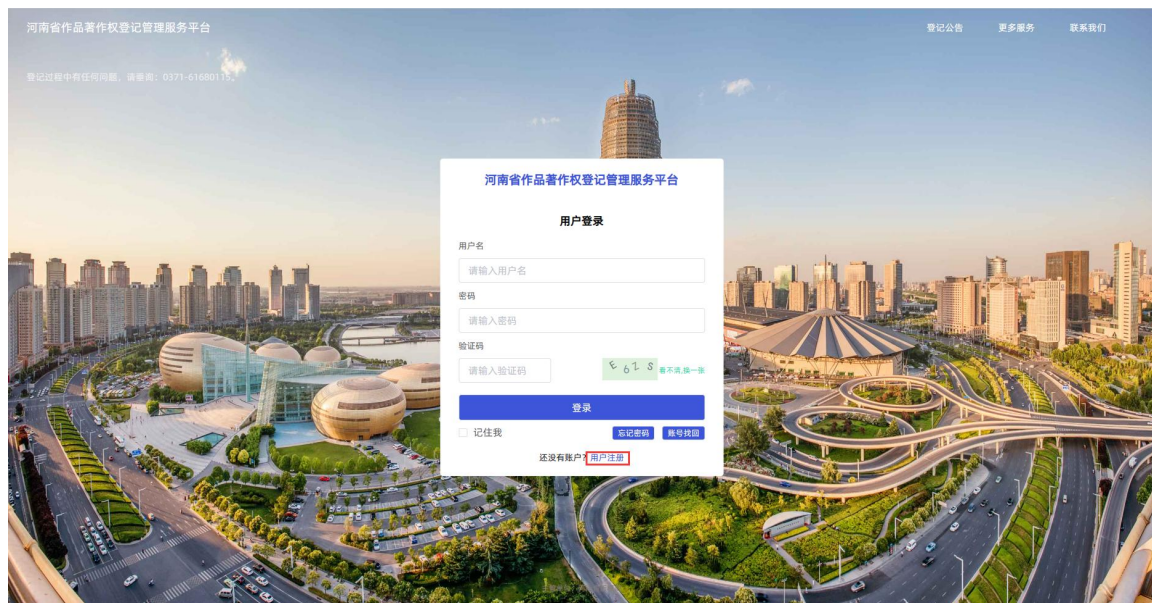 河南省作品著作权登记管理服务平台
登记公告 更多服务 联系我们
登记过程中有任何问题，请垂询：0371-61680115。
河南省作品著作权登记管理服务平台
用户登录
用户名
请输入用户名
密码
请输入密码
验证码
请输入验证码 E 6 Z S 看不清,换一张
登录
记住我 忘记密码 账号找回
还没有账户? 用户注册